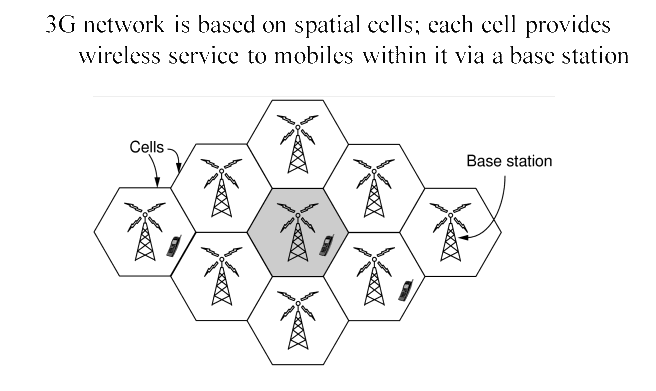 3G network is based on spatial cells; each cell provides
wireless service to mobiles within it via a base station
Cells
Base station